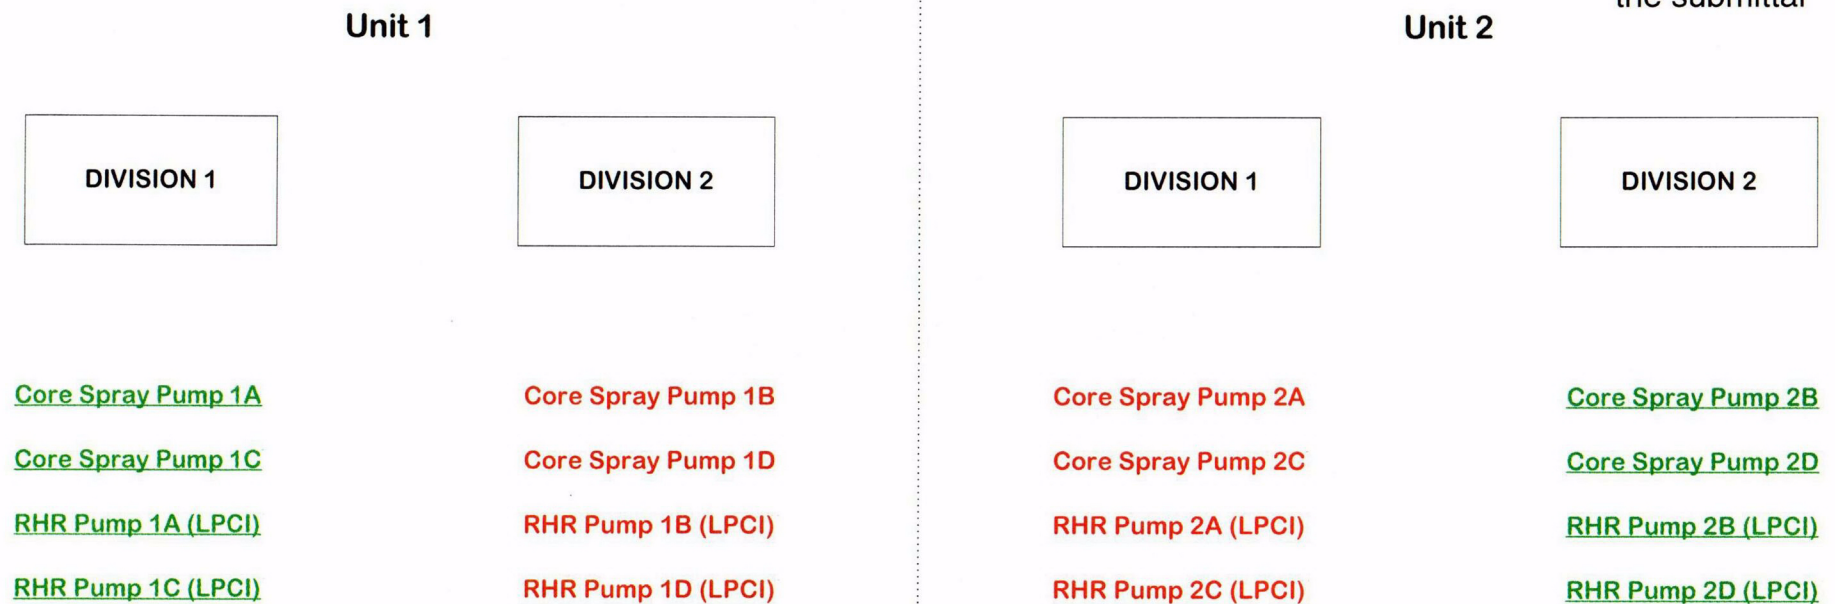 the submittal
Unit 1
Unit 2
DIVISION 1
DIVISION 2
DIVISION 1
DIVISION 2
Core Spray Pump 1A
Core Spray Pump 1B
Core Spray Pump 2A
Core Spray Pump 2B
Core Spray Pump 1C
Core Spray Pump 1D
Core Spray Pump 2C
Core Spray Pump 2D
RHR Pump 1A (LPCI)
RHR Pump 1B (LPCI)
RHR Pump 2A (LPCI)
RHR Pump 2B (LPCI)
RHR Pump 1C (LPCI)
RHR Pump 1D (LPCI)
RHR Pump 2C (LPCI)
RHR Pump 2D (LPCI)